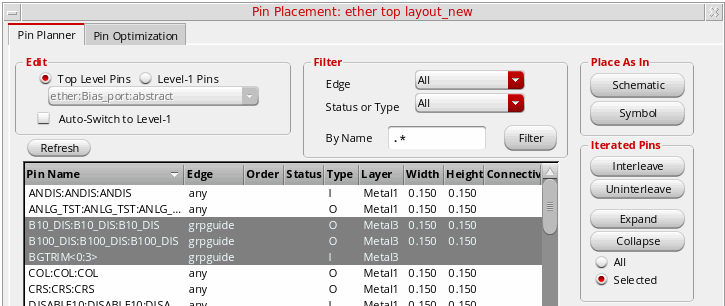 Pin Placement: ether top layout_new
Pin Planner Pin Optimization
Edit
Top Level Pins Level-1 Pins
ether:Bias_port:abstract
Auto-Switch to Level-1
Refresh
Filter
Edge All
Status or Type All
By Name .* Filter
Place As In
Schematic
Symbol
Iterated Pins
Interleave
Uninterleave
Expand
Collapse
All
Selected
Pin Name Edge Order Status Type Layer Width Height Connectiv
ANDIS:ANDIS:ANDIS any I Metal1 0.150 0.150
ANLG_TST:ANLG_TST:ANLG_... any O Metal1 0.150 0.150
B10_DIS:B10_DIS:B10_DIS grpguide O Metal3 0.150 0.150
B100_DIS:B100_DIS:B100_DIS grpguide O Metal3 0.150 0.150
BGTRIM<0:3> grpguide I Metal3
COL:COL:COL any O Metal1 0.150 0.150
CRS:CRS:CRS any O Metal1 0.150 0.150
DISABLE10:DISABLE10:DISA... any I Metal1 0.150 0.150